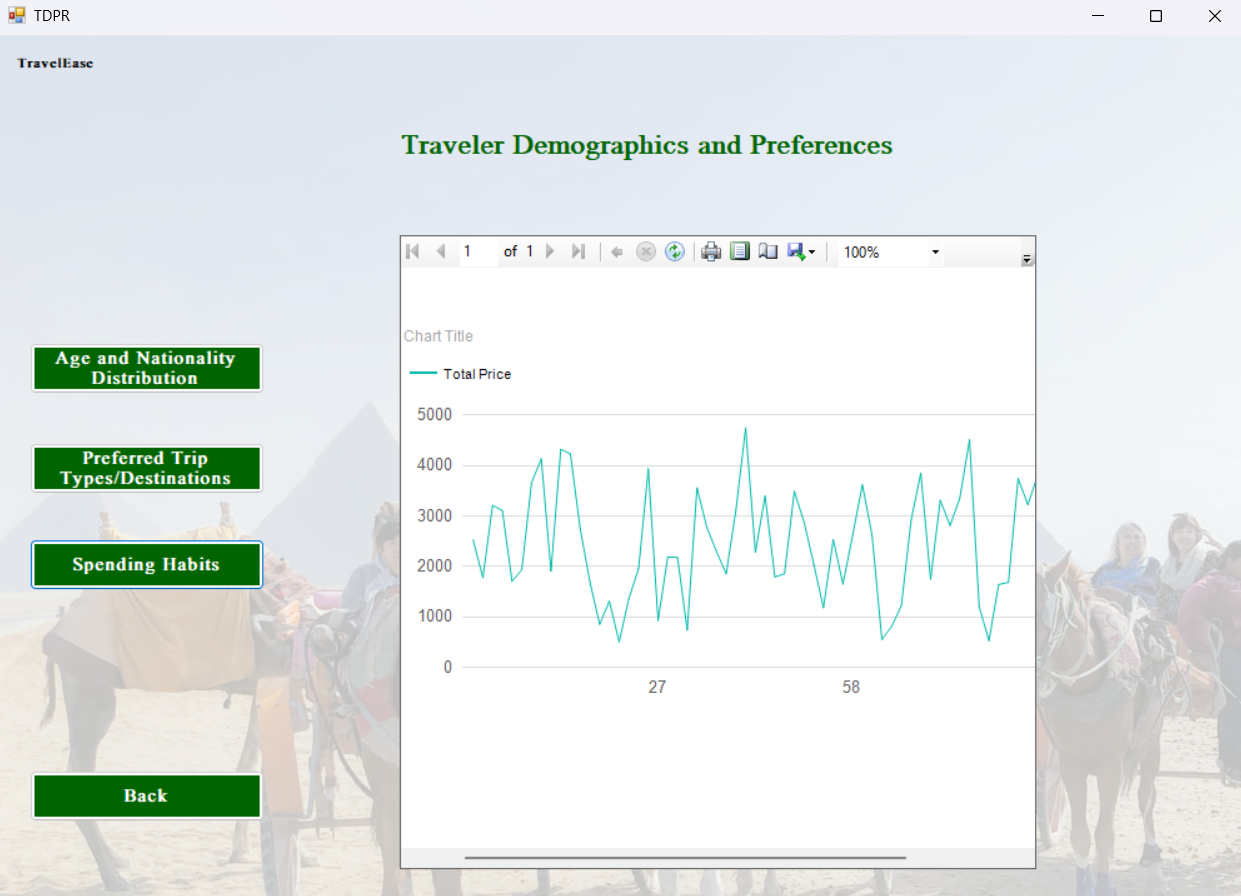 TDPR
TravelEase
Traveler Demographics and Preferences
1 of 1 100%
Chart Title
Total Price
5000
4000
3000
2000
1000
0
27 58
Age and Nationality
Distribution
Preferred Trip
Types/Destinations
Spending Habits
Back